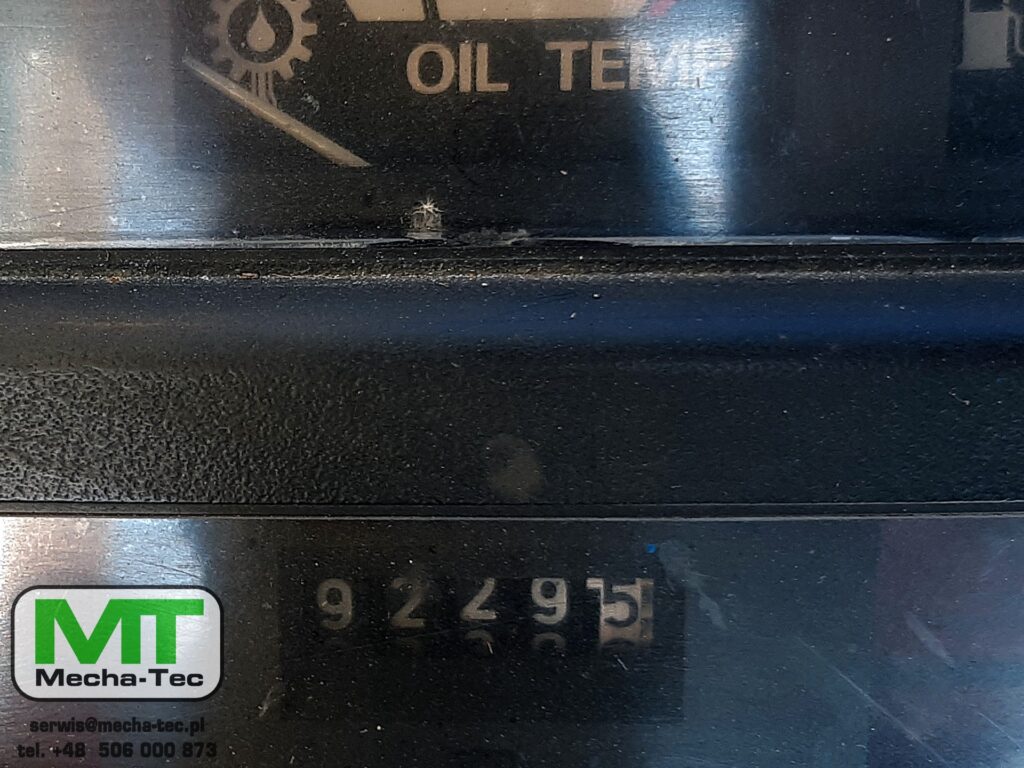 OIL TEMP
92295
MT
Mecha-Tec
serwis@mecha-tec.pl
tel. +48 506 000 873